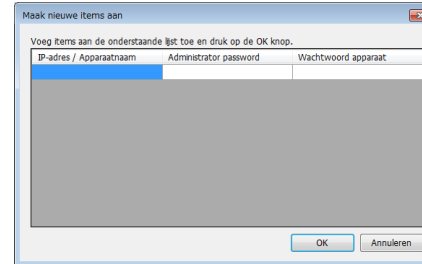 Maak nieuwe items aan
Voeg items aan de onderstaande lijst toe en druk op de OK knop.
IP-adres / Apparaatnaam Administrator password Wachtwoord apparaat
OK Annuleren